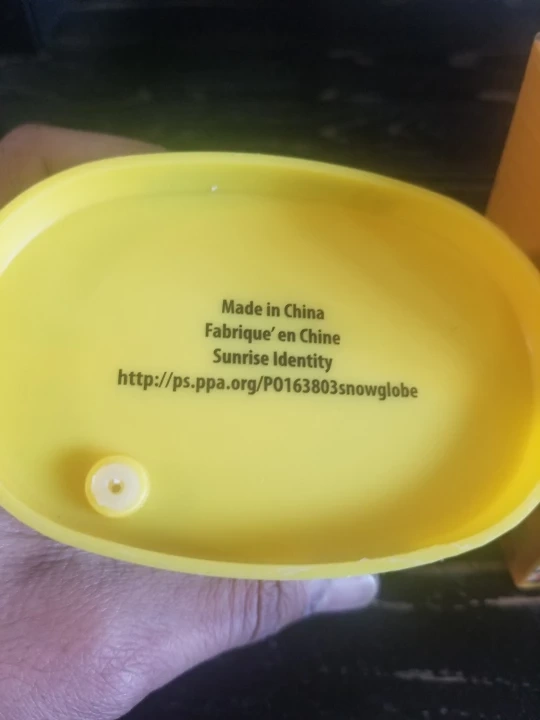 Made in China
Fabrique' en Chine
Sunrise Identity
http://ps.ppa.org/P0163803snowglobe